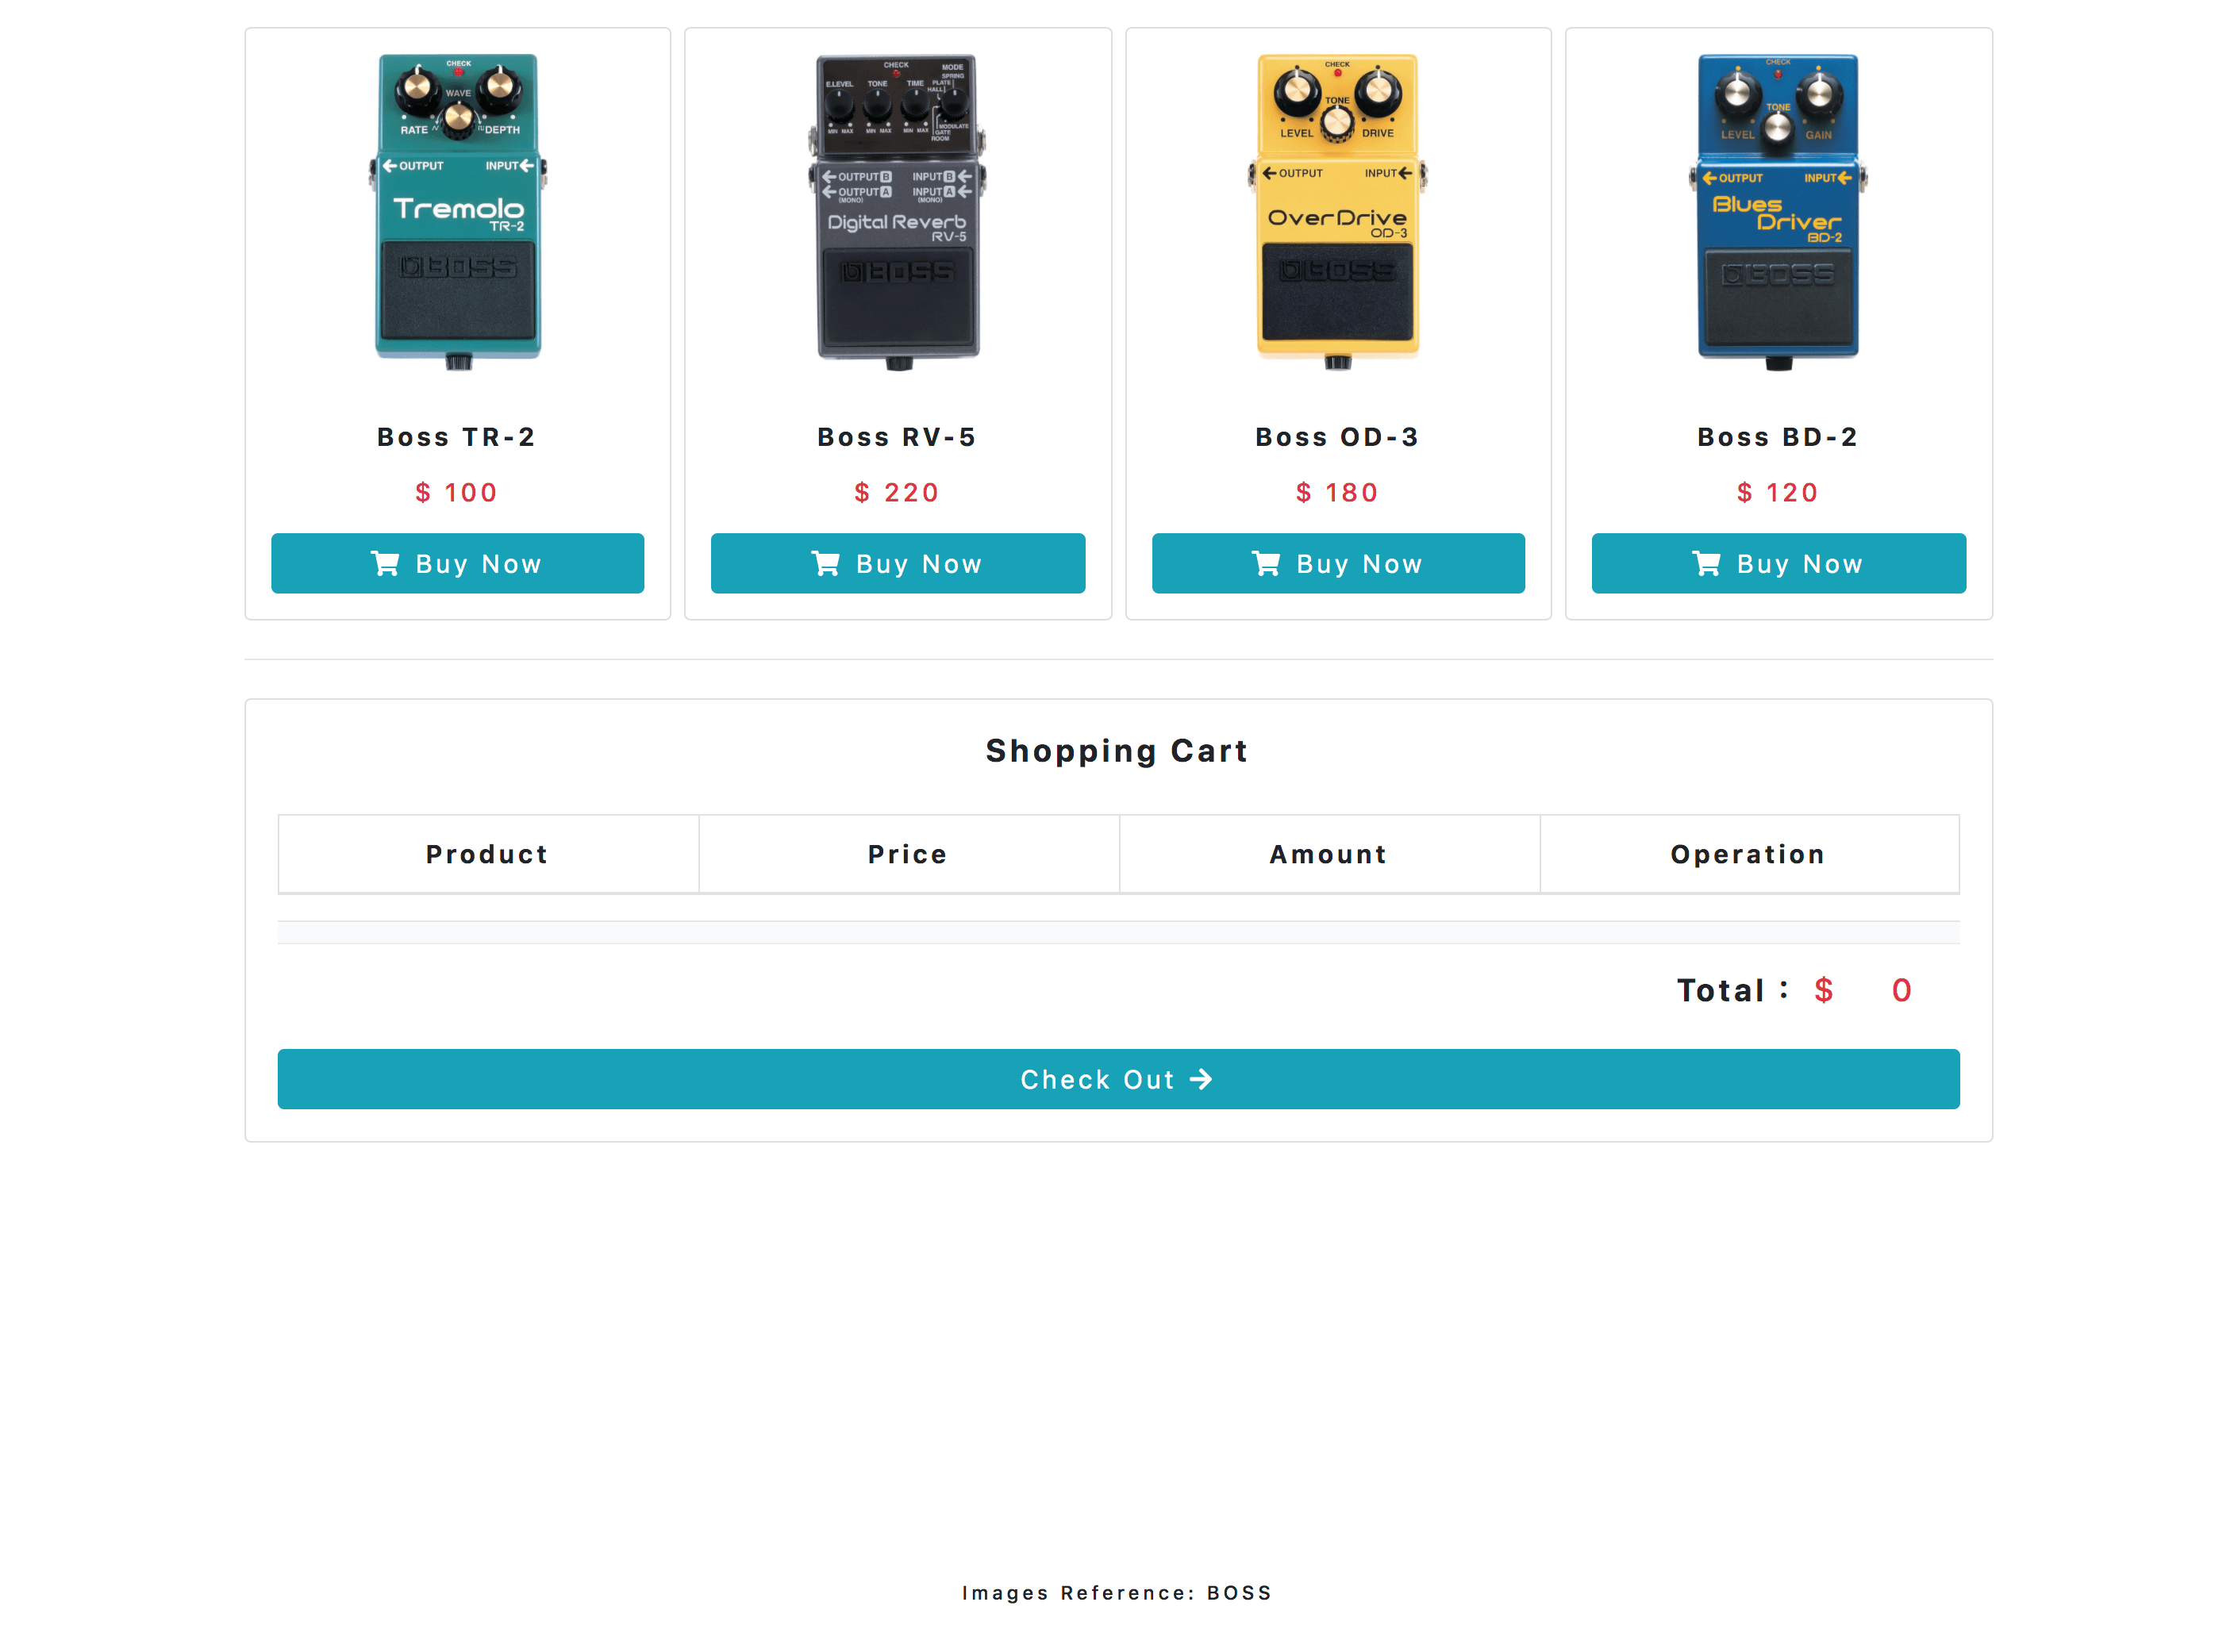 CHECK
WAVE
RATE DEPTH
OUTPUT INPUT
Tremolo
TR-2
BOSS
CHECK MODE
SPRING
E.LEVEL TONE TIME PLATE
HALL
MIN MAX MIN MAX MIN MAX MODULATE
GATE
ROOM
OUTPUT B INPUT B
OUTPUT A INPUT A
(MONO) (MONO)
Digital Reverb
RV-5
BOSS
CHECK
TONE
LEVEL DRIVE
OUTPUT INPUT
OverDrive
OD-3
BOSS
CHECK
TONE
LEVEL GAIN
OUTPUT INPUT
Blues
Driver
BD-2
BOSS
Boss TR-2
$ 100
Buy Now
Boss RV-5
$ 220
Buy Now
Boss OD-3
$ 180
Buy Now
Boss BD-2
$ 120
Buy Now
Shopping Cart
Product Price Amount Operation
Total : $ 0
Check Out
Images Reference: BOSS